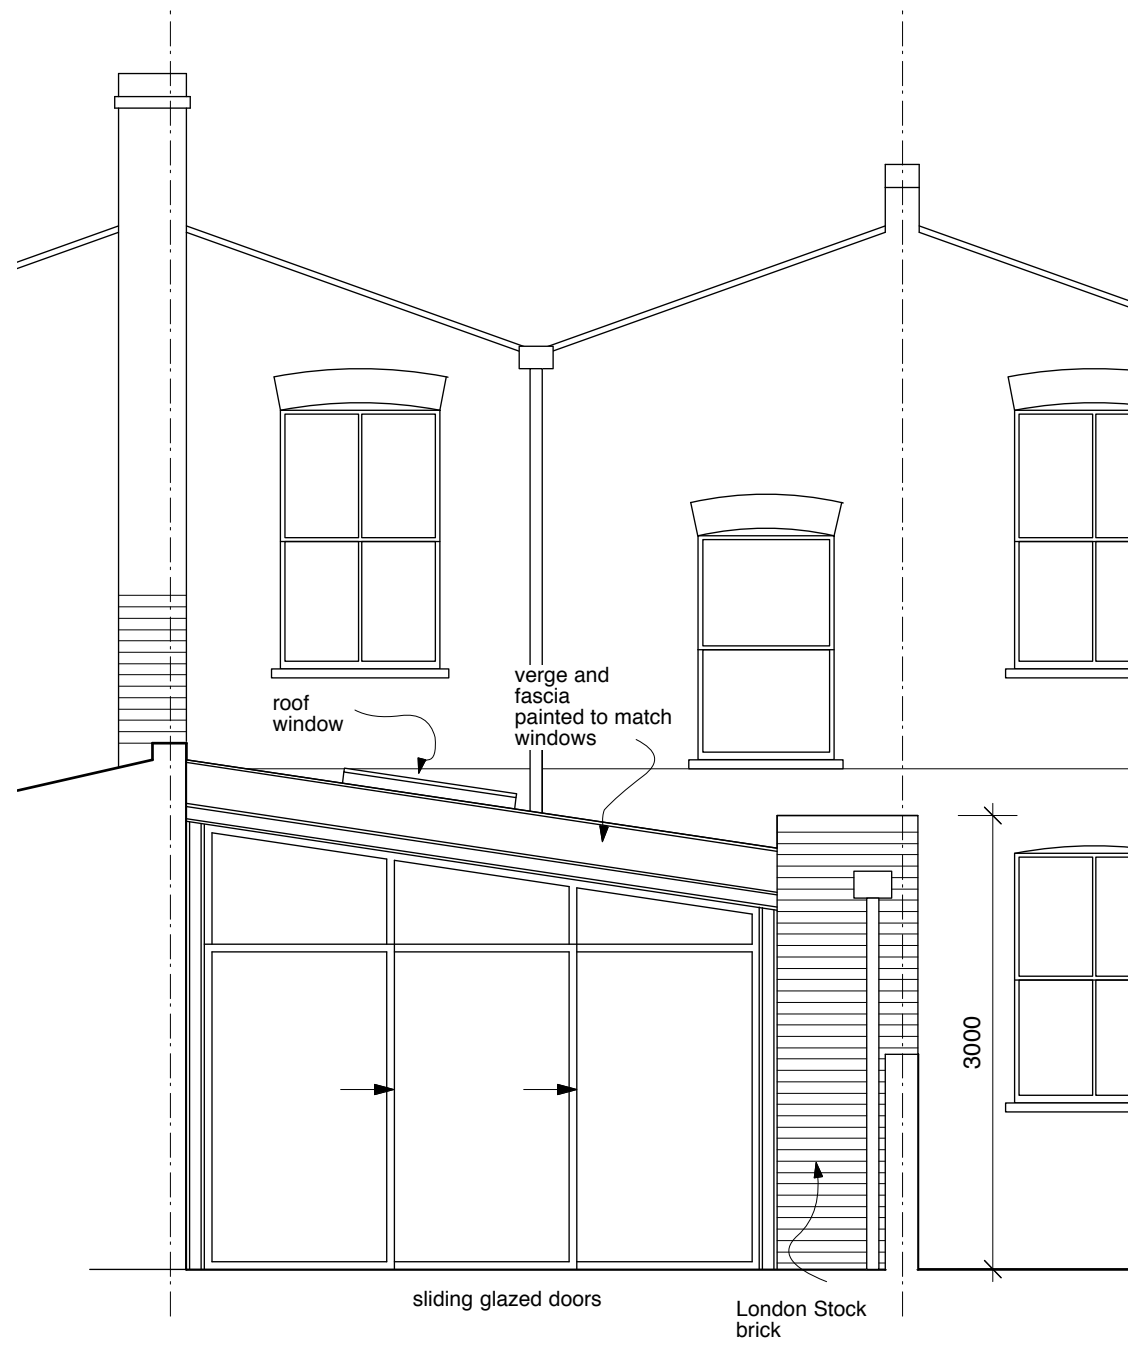 roof
window
verge and
fascia
painted to match
windows
3000
sliding glazed doors
London Stock
brick